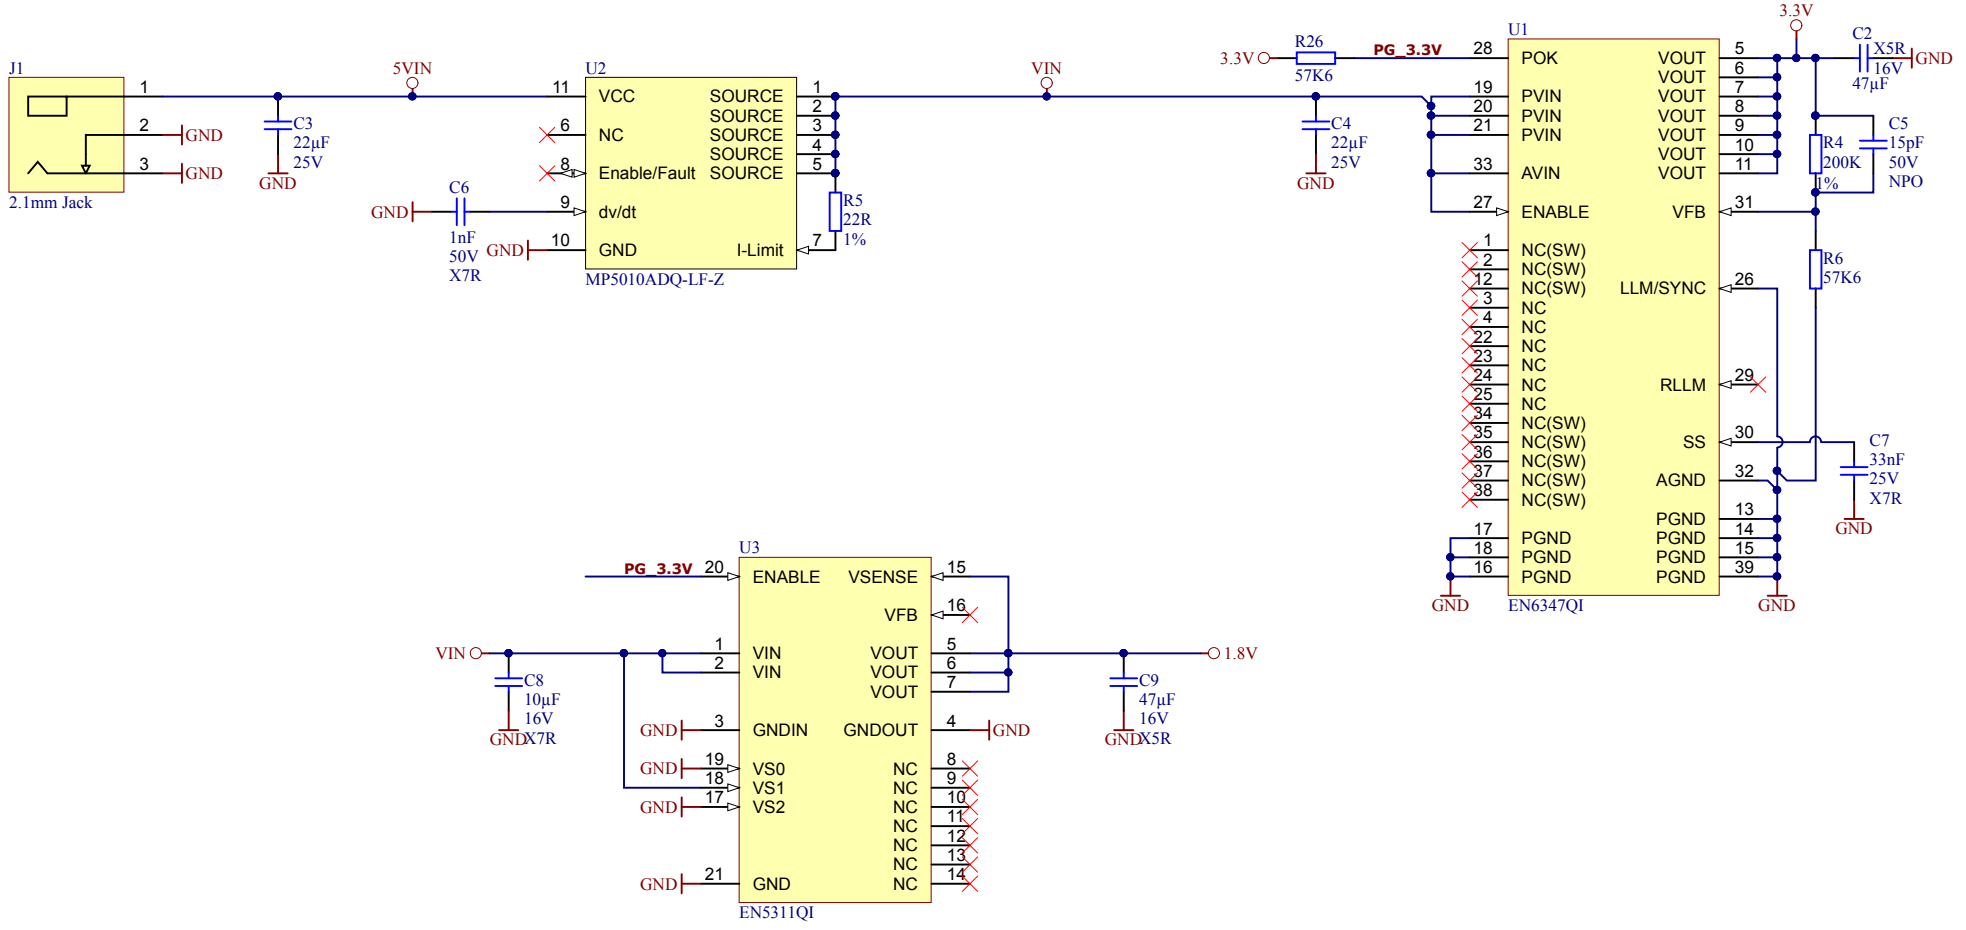 J1
1
2
3
GND
GND
2.1mm Jack
C3
22µF
25V
GND
5VIN
U2
11
6
8
9
10
VCC
NC
Enable/Fault
dv/dt
GND
SOURCE
SOURCE
SOURCE
SOURCE
SOURCE
I-Limit
1
2
3
4
5
7
MP5010ADQ-LF-Z
GND
C6
1nF
50V
X7R
GND
R5
22R
1%
VIN
C4
22µF
25V
GND
3.3V
R26
57K6
PG_3.3V
U1
28 POK
19 PVIN
20 PVIN
21 PVIN
33 AVIN
27 ENABLE
1 NC(SW)
2 NC(SW)
12 NC(SW)
3 NC
4 NC
22 NC
23 NC
24 NC
25 NC
34 NC(SW)
35 NC(SW)
36 NC(SW)
37 NC(SW)
38 NC(SW)
17 PGND
18 PGND
16 PGND
GND
VOUT 5
VOUT 6
VOUT 7
VOUT 8
VOUT 9
VOUT 10
VOUT 11
VFB 31
LLM/SYNC 26
RLLM 29
SS 30
AGND 32
PGND 13
PGND 14
PGND 15
PGND 39
GND
EN6347QI
3.3V
C2
X5R
16V
47µF
GND
R4
200K
1%
C5
15pF
50V
NPO
R6
57K6
C7
33nF
25V
X7R
GND
U3
PG_3.3V 20 ENABLE
VIN
C8
10µF
16V
X7R
GND
1 VIN
2 VIN
GND 3 GNDIN
GND 19 VS0
18 VS1
GND 17 VS2
GND 21 GND
VSENSE 15
VFB 16
VOUT 5
VOUT 6
VOUT 7
GNDOUT 4 GND
NC 8
NC 9
NC 10
NC 11
NC 12
NC 13
NC 14
EN5311QI
C9
47µF
16V
X5R
GND
1.8V